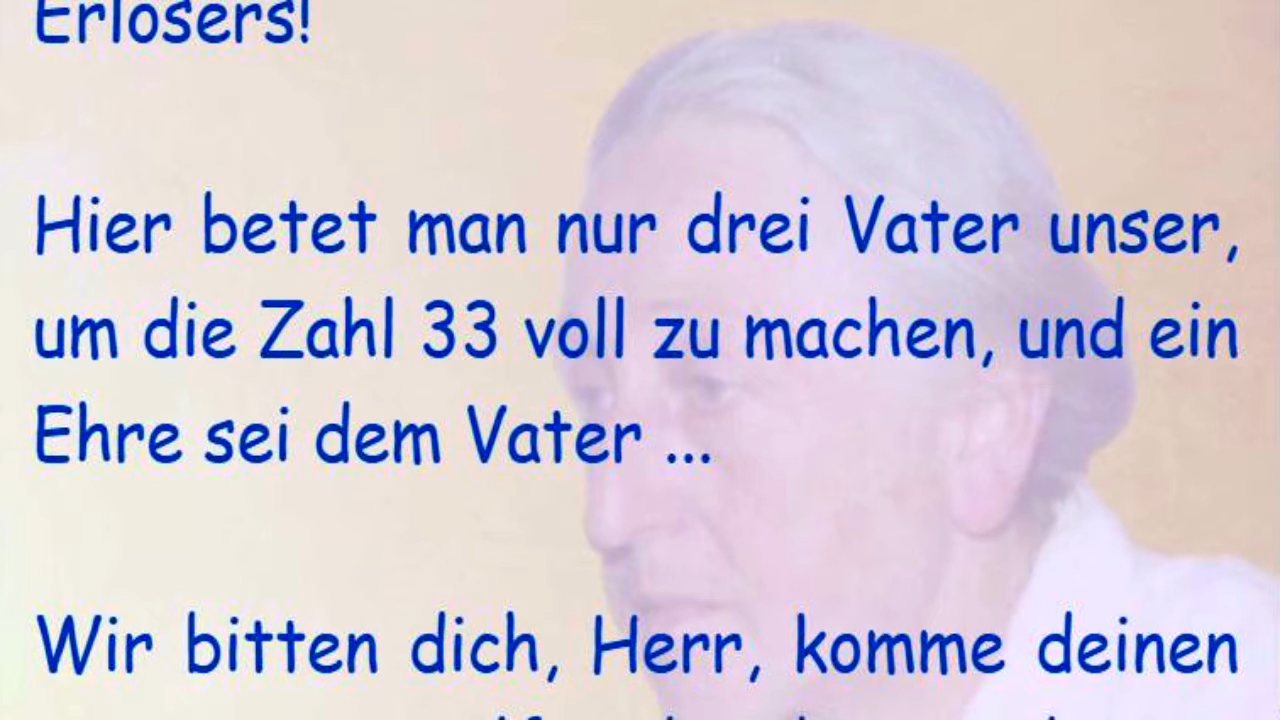 Erlösers!
Hier betet man nur drei Vater unser,
um die Zahl 33 voll zu machen, und ein
Ehre sei dem Vater ...
Wir bitten dich, Herr, komme deinen